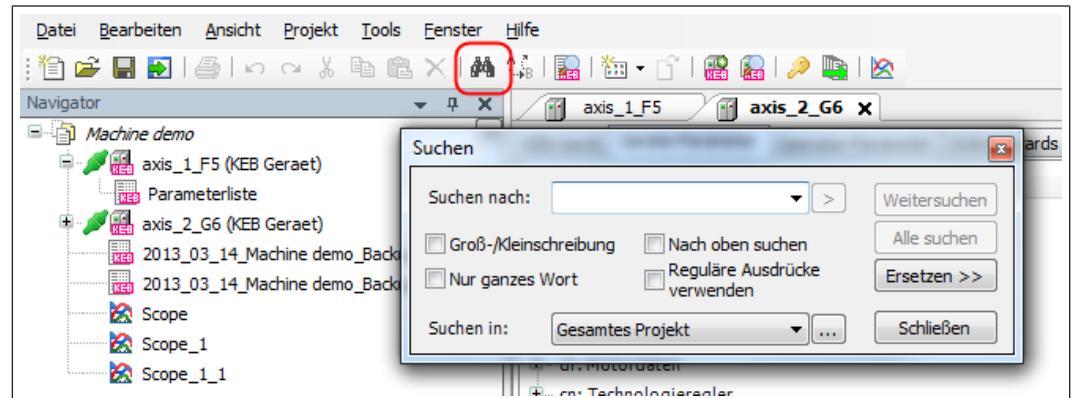 Datei Bearbeiten Ansicht Projekt Tools Fenster Hilfe
Navigator
axis_1_F5 axis_2_G6
Machine demo
axis_1_F5 (KEB Geraet)
Parameterliste
axis_2_G6 (KEB Geraet)
2013_03_14_Machine demo_Back
2013_03_14_Machine demo_Back
Scope
Scope_1
Scope_1_1
Suchen
ards
Suchen nach: > Weitersuchen
Groß-/Kleinschreibung Nach oben suchen Alle suchen
Nur ganzes Wort Reguläre Ausdrücke verwenden Ersetzen >>
Suchen in: Gesamtes Projekt ... Schließen
dr: Motordaten
cn: Technologieregler